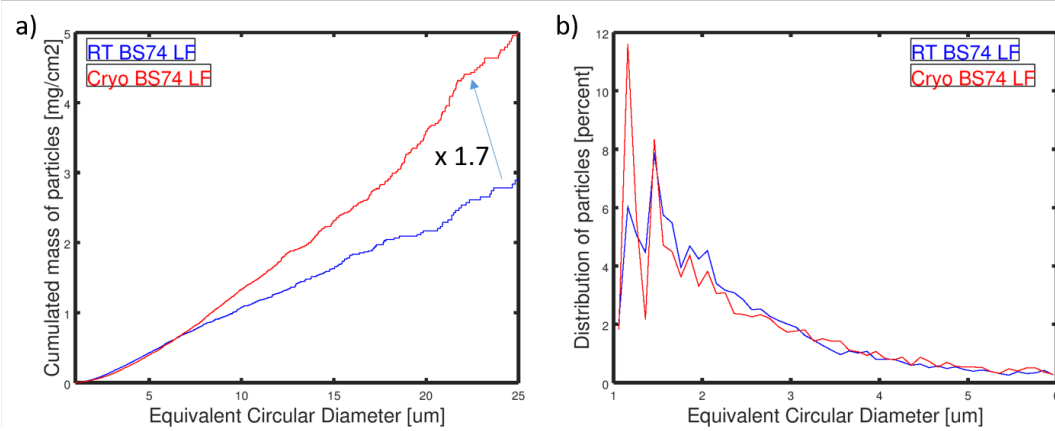 a)
Cumulated mass of particles [mg/cm2]
5
4
3
2
1
0
RT BS74 LF
Cryo BS74 LF
x 1.7
5
10
15
20
25
Equivalent Circular Diameter [um]
b)
Distribution of particles [percent]
12
10
8
6
4
2
0
RT BS74 LF
Cryo BS74 LF
1
2
3
4
5
6
Equivalent Circular Diameter [um]